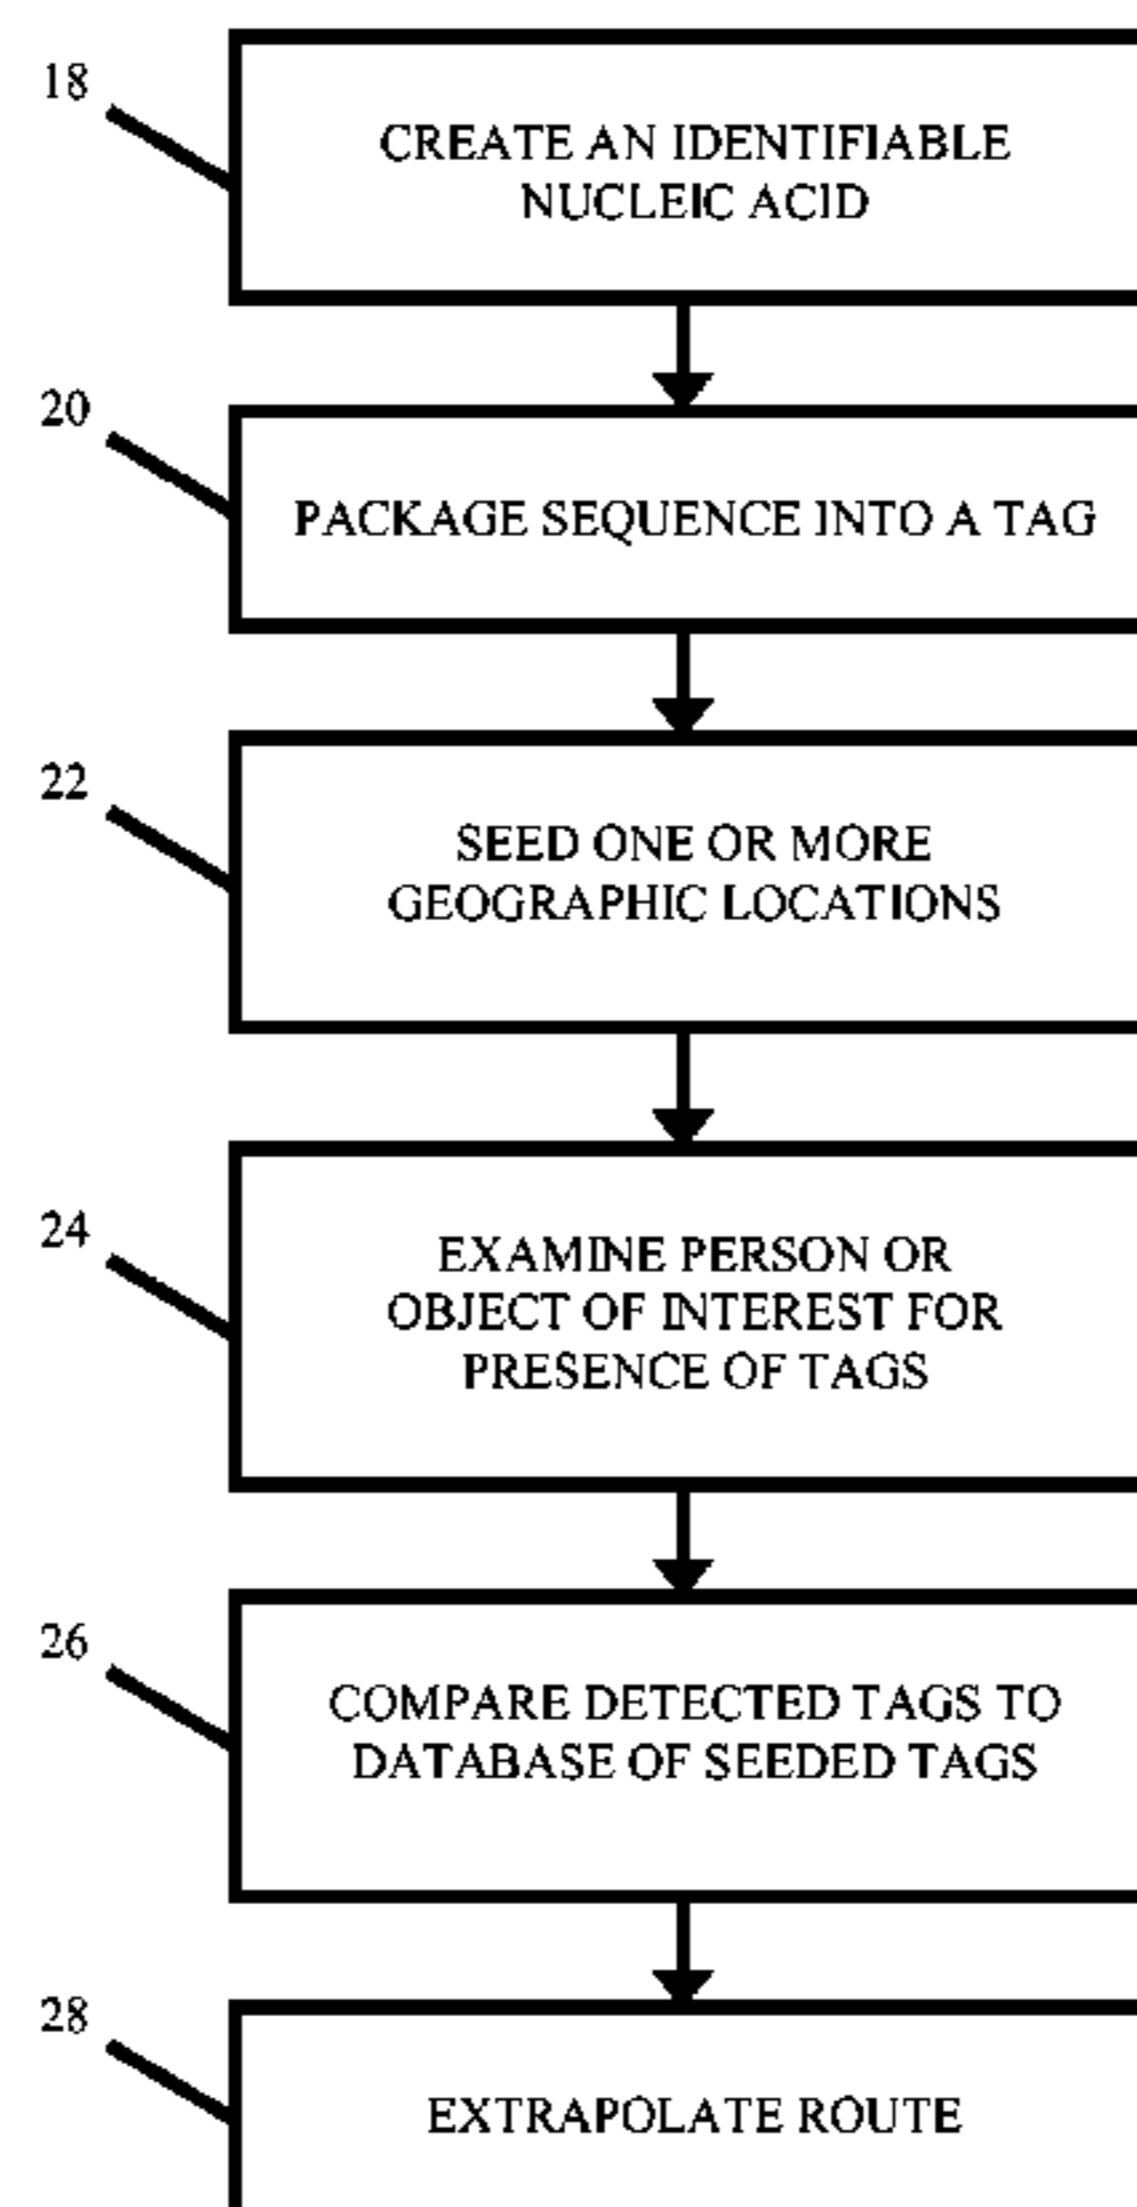 18
CREATE AN IDENTIFIABLE
NUCLEIC ACID
20
PACKAGE SEQUENCE INTO A TAG
22
SEED ONE OR MORE
GEOGRAPHIC LOCATIONS
24
EXAMINE PERSON OR
OBJECT OF INTEREST FOR
PRESENCE OF TAGS
26
COMPARE DETECTED TAGS TO
DATABASE OF SEEDED TAGS
28
EXTRAPOLATE ROUTE